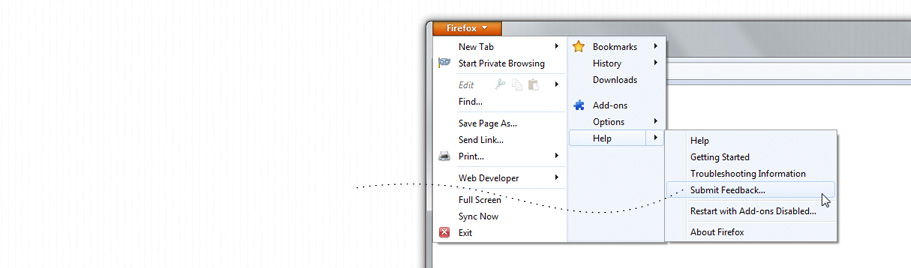 Firefox
New Tab
Start Private Browsing
Edit
Find...
Save Page As...
Send Link...
Print...
Web Developer
Full Screen
Sync Now
Exit
Bookmarks
History
Downloads
Add-ons
Options
Help
Help
Getting Started
Troubleshooting Information
Submit Feedback...
Restart with Add-ons Disabled...
About Firefox